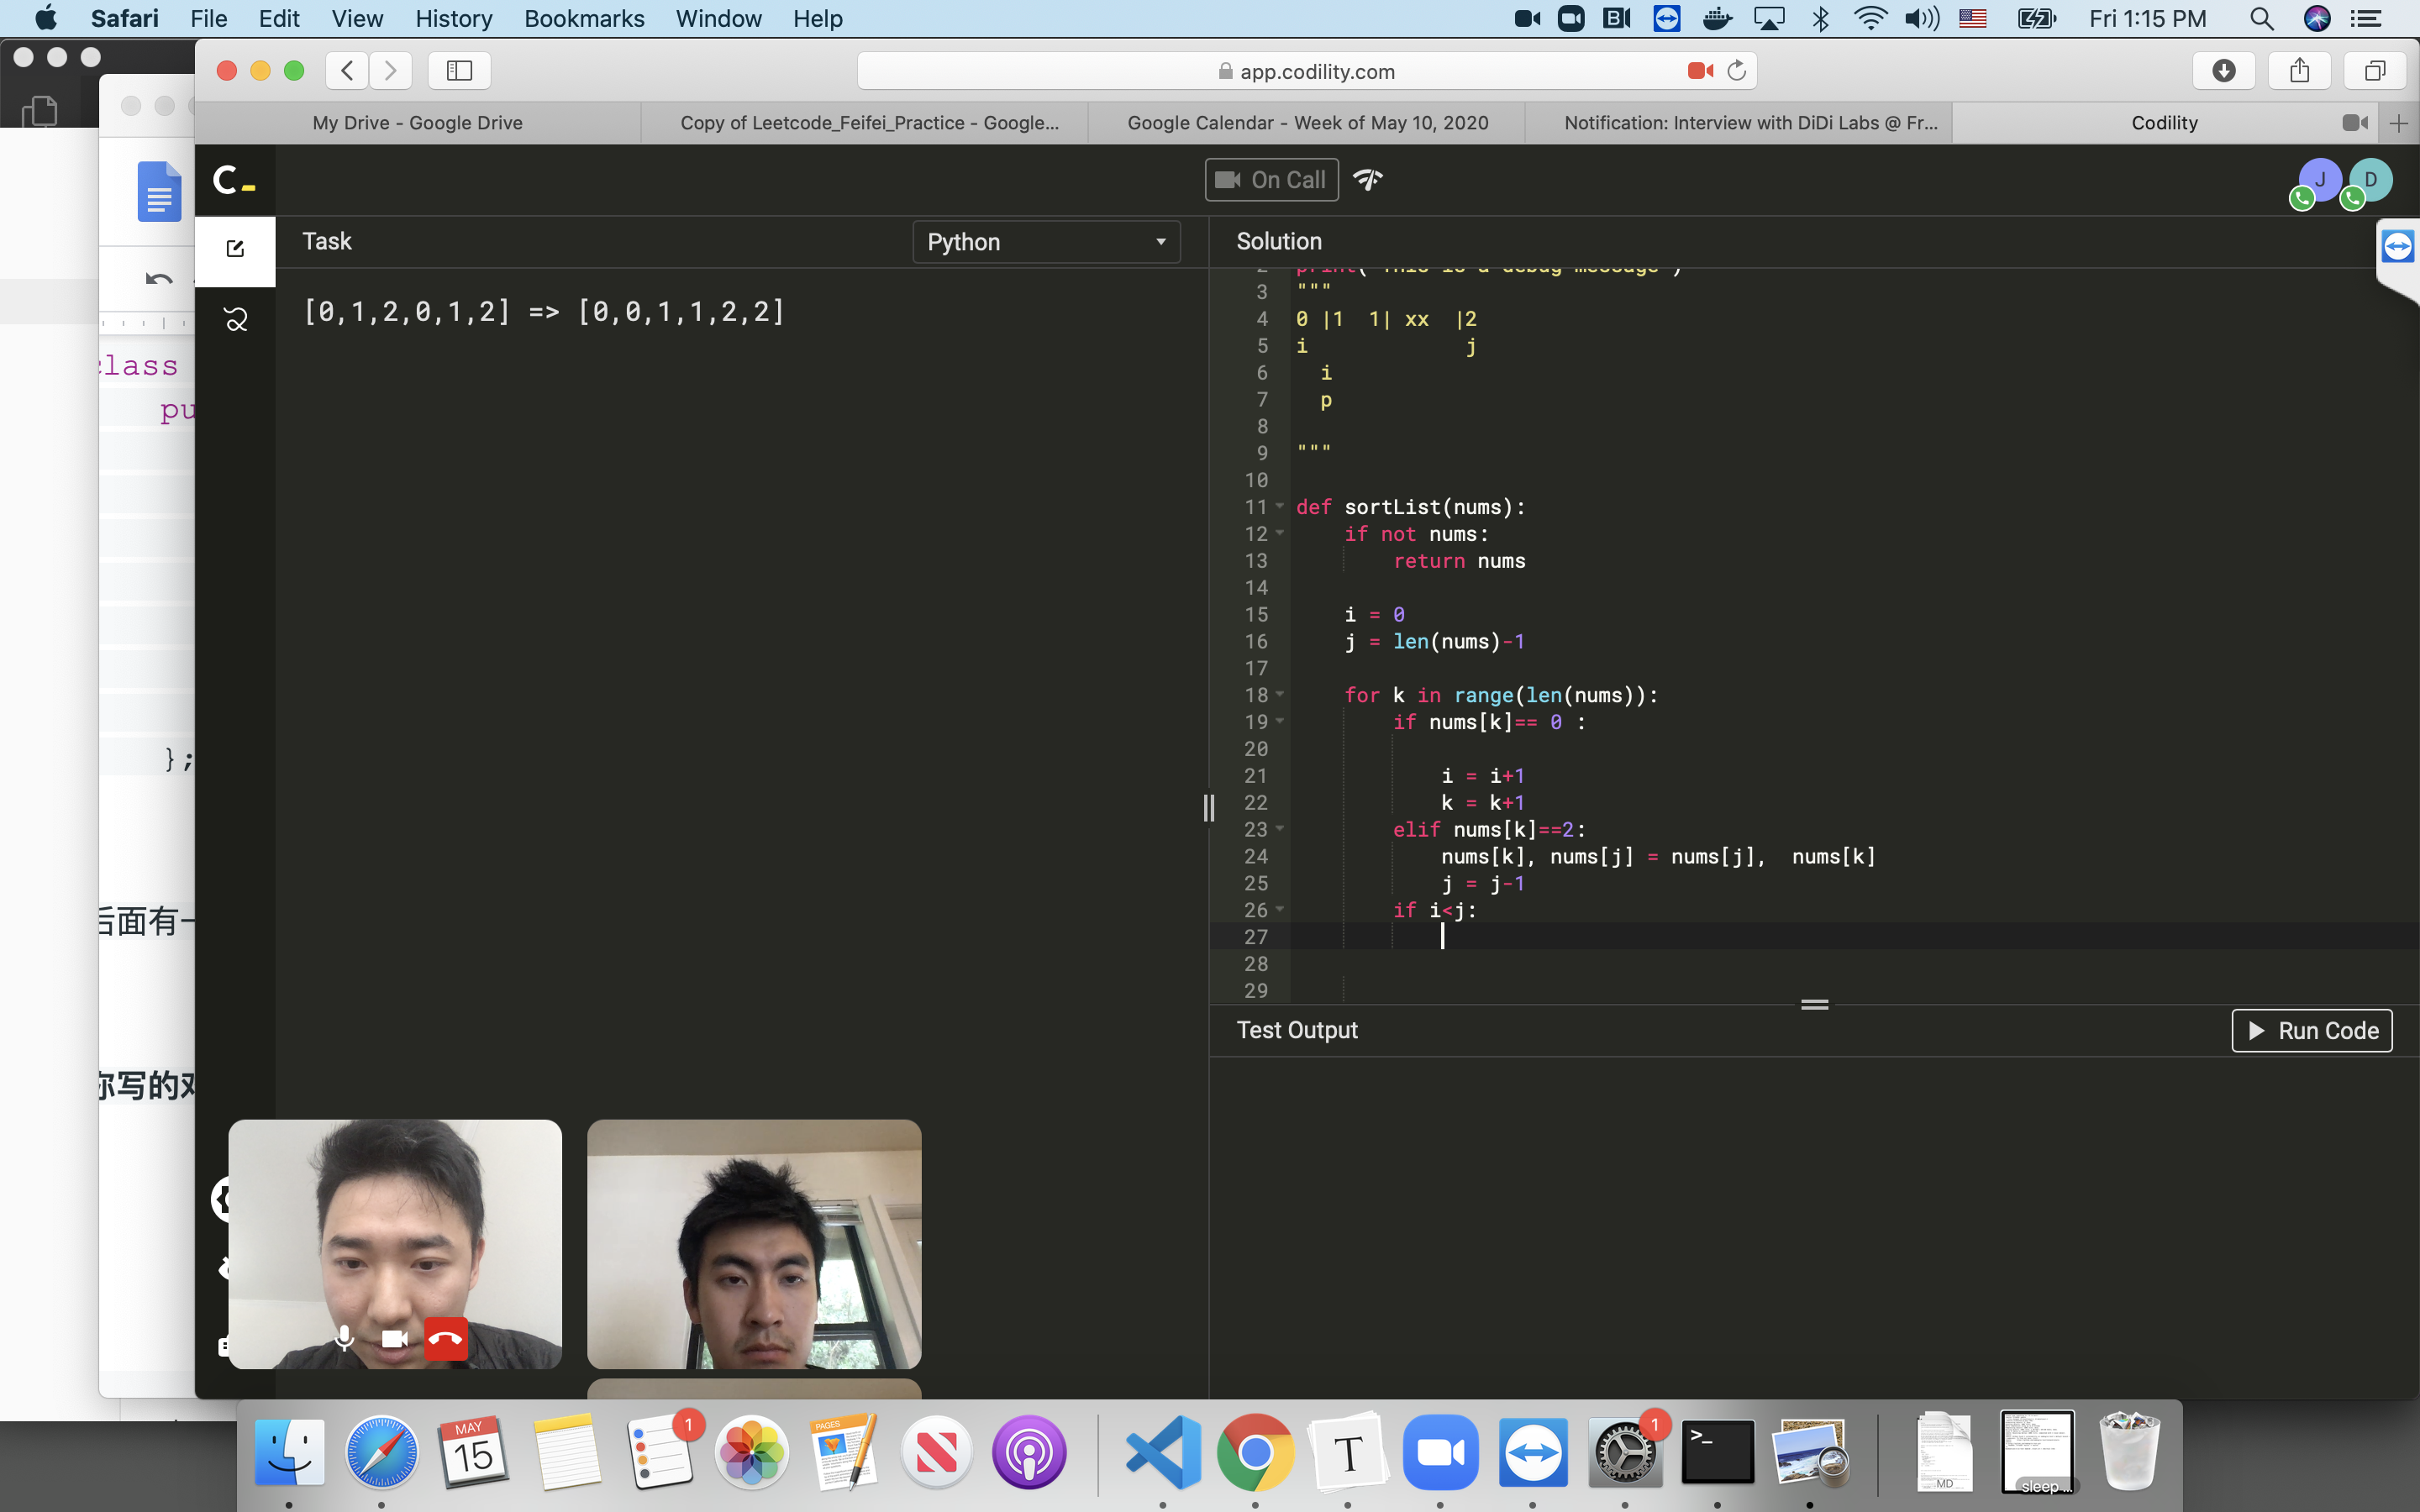 Safari File Edit View History Bookmarks Window Help Fri 1:15 PM
app.codility.com
My Drive - Google Drive
Copy of Leetcode_Feifei_Practice - Google...
Google Calendar - Week of May 10, 2020
Notification: Interview with DiDi Labs @ Fr...
Codility
C
On Call
J
D
Task
Python
Solution
[0,1,2,0,1,2] => [0,0,1,1,2,2]
2 print("This is a debug message")
3 """
4 0 |1  1| xx  |2
5 i             j
6   i
7   p
8
9 """
10
11 def sortList(nums):
12     if not nums:
13         return nums
14
15     i = 0
16     j = len(nums)-1
17
18     for k in range(len(nums)):
19         if nums[k]== 0 :
20
21             i = i+1
22             k = k+1
23         elif nums[k]==2:
24             nums[k], nums[j] = nums[j],  nums[k]
25             j = j-1
26         if i<j:
27
28
29
Test Output
Run Code
class
pu
};
后面有一
你写的
MAY
15
1
PAGES
T
1
>_
MD
sleep ...